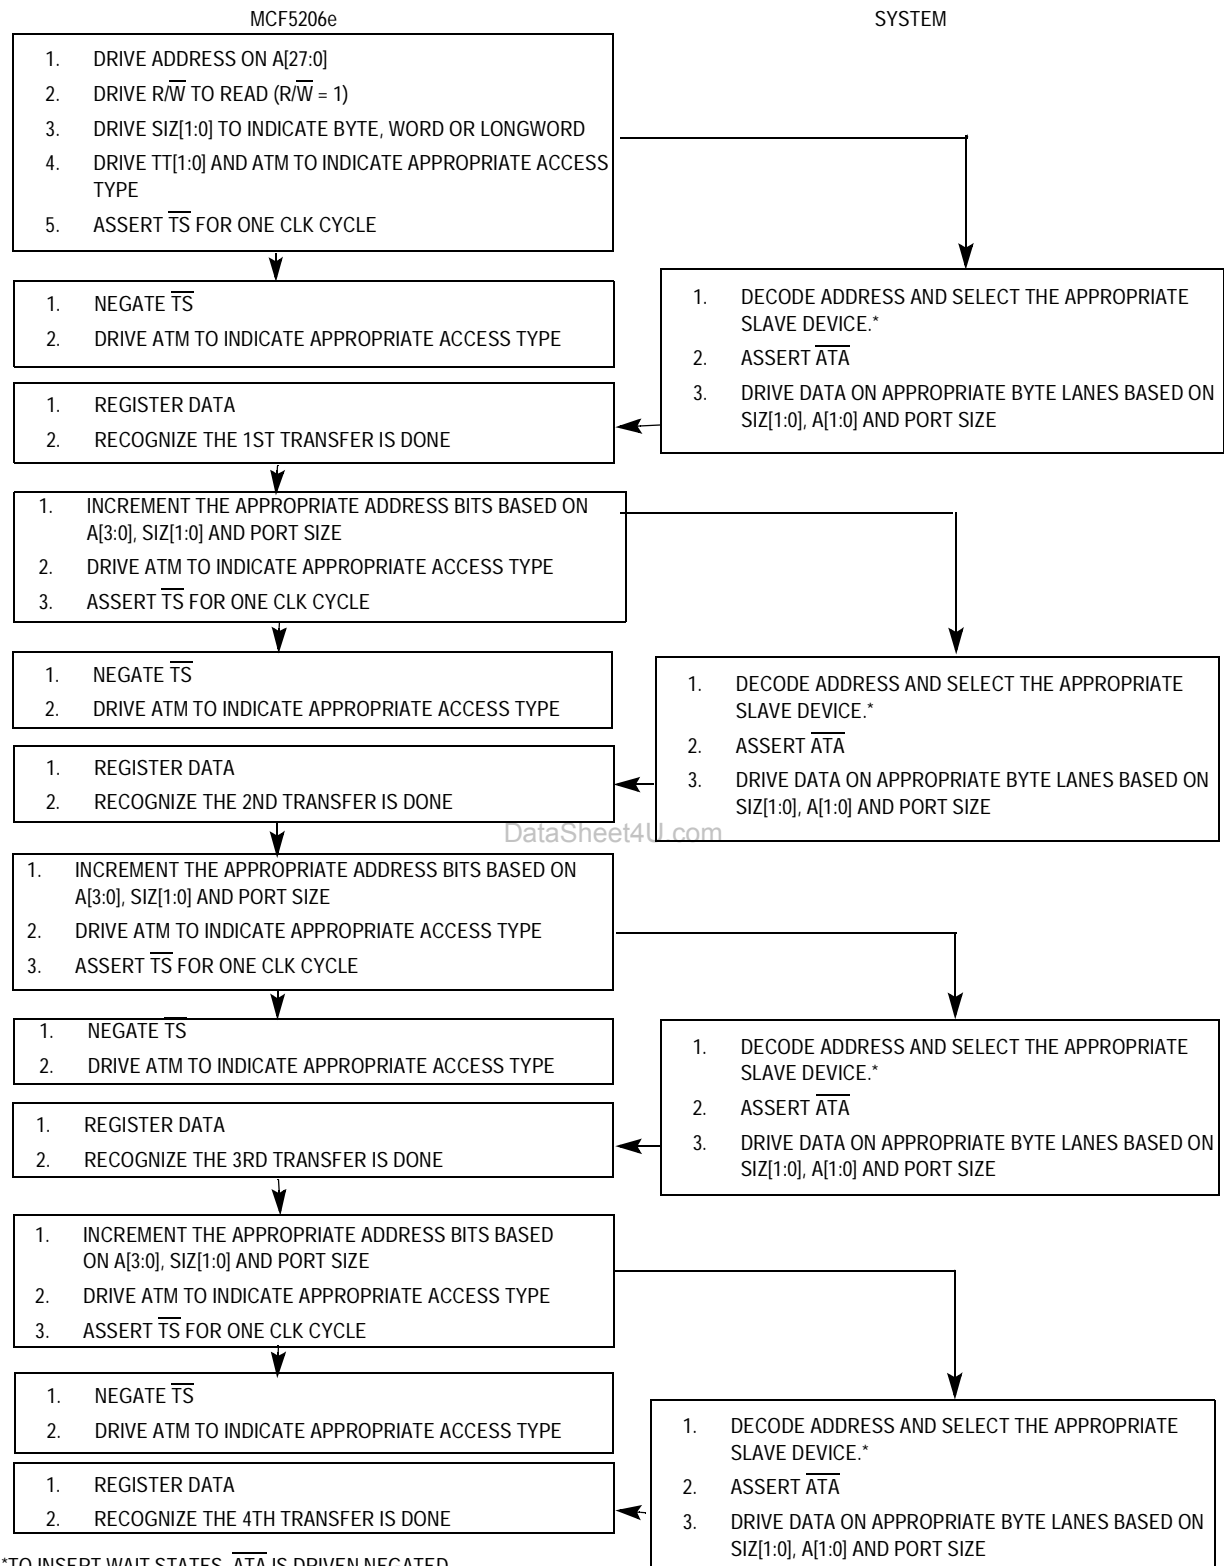 MCF5206e
SYSTEM
1. DRIVE ADDRESS ON A[27:0]
2. DRIVE R/W̅ TO READ (R/W̅ = 1)
3. DRIVE SIZ[1:0] TO INDICATE BYTE, WORD OR LONGWORD
4. DRIVE TT[1:0] AND ATM TO INDICATE APPROPRIATE ACCESS
TYPE
5. ASSERT T̅S̅ FOR ONE CLK CYCLE
1. NEGATE T̅S̅
2. DRIVE ATM TO INDICATE APPROPRIATE ACCESS TYPE
1. DECODE ADDRESS AND SELECT THE APPROPRIATE
SLAVE DEVICE.*
2. ASSERT A̅T̅A̅
3. DRIVE DATA ON APPROPRIATE BYTE LANES BASED ON
SIZ[1:0], A[1:0] AND PORT SIZE
1. REGISTER DATA
2. RECOGNIZE THE 1ST TRANSFER IS DONE
1. INCREMENT THE APPROPRIATE ADDRESS BITS BASED ON
A[3:0], SIZ[1:0] AND PORT SIZE
2. DRIVE ATM TO INDICATE APPROPRIATE ACCESS TYPE
3. ASSERT T̅S̅ FOR ONE CLK CYCLE
1. NEGATE T̅S̅
2. DRIVE ATM TO INDICATE APPROPRIATE ACCESS TYPE
1. DECODE ADDRESS AND SELECT THE APPROPRIATE
SLAVE DEVICE.*
2. ASSERT A̅T̅A̅
3. DRIVE DATA ON APPROPRIATE BYTE LANES BASED ON
SIZ[1:0], A[1:0] AND PORT SIZE
1. REGISTER DATA
2. RECOGNIZE THE 2ND TRANSFER IS DONE
DataSheet4U.com
1. INCREMENT THE APPROPRIATE ADDRESS BITS BASED ON
A[3:0], SIZ[1:0] AND PORT SIZE
2. DRIVE ATM TO INDICATE APPROPRIATE ACCESS TYPE
3. ASSERT T̅S̅ FOR ONE CLK CYCLE
1. NEGATE T̅S̅
2. DRIVE ATM TO INDICATE APPROPRIATE ACCESS TYPE
1. DECODE ADDRESS AND SELECT THE APPROPRIATE
SLAVE DEVICE.*
2. ASSERT A̅T̅A̅
3. DRIVE DATA ON APPROPRIATE BYTE LANES BASED ON
SIZ[1:0], A[1:0] AND PORT SIZE
1. REGISTER DATA
2. RECOGNIZE THE 3RD TRANSFER IS DONE
1. INCREMENT THE APPROPRIATE ADDRESS BITS BASED
ON A[3:0], SIZ[1:0] AND PORT SIZE
2. DRIVE ATM TO INDICATE APPROPRIATE ACCESS TYPE
3. ASSERT T̅S̅ FOR ONE CLK CYCLE
1. NEGATE T̅S̅
2. DRIVE ATM TO INDICATE APPROPRIATE ACCESS TYPE
1. DECODE ADDRESS AND SELECT THE APPROPRIATE
SLAVE DEVICE.*
2. ASSERT A̅T̅A̅
3. DRIVE DATA ON APPROPRIATE BYTE LANES BASED ON
SIZ[1:0], A[1:0] AND PORT SIZE
1. REGISTER DATA
2. RECOGNIZE THE 4TH TRANSFER IS DONE
*TO INSERT WAIT STATES, A̅T̅A̅ IS DRIVEN NEGATED